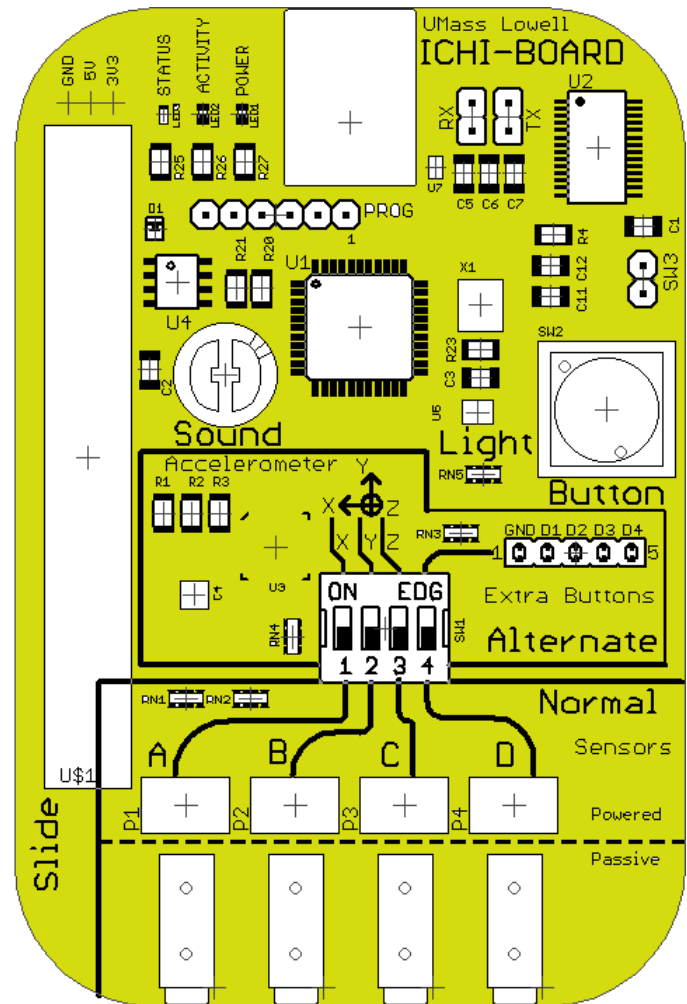 UMass Lowell
ICHI-BOARD
GND
5V
3V3
STATUS
ACTIVITY
POWER
LED3
LED2
LED1
R25
R26
R27
RX
TX
U2
U7
C5
C6
C7
PROG
1
D1
R21
R20
U1
U4
C2
X1
R4
C12
C11
C1
SW3
SW2
R23
C3
U6
Sound
Light
Button
RN5
Accelerometer
Y
X
Z
R1
R2
R3
X
Y
Z
RN3
GND D1 D2 D3 D4
1
5
U3
C4
RN4
ON
EDG
SW1
1 2 3 4
Extra Buttons
Alternate
Normal
RN1
RN2
A
B
C
D
Sensors
U$1
P1
P2
P3
P4
Powered
Passive
Slide